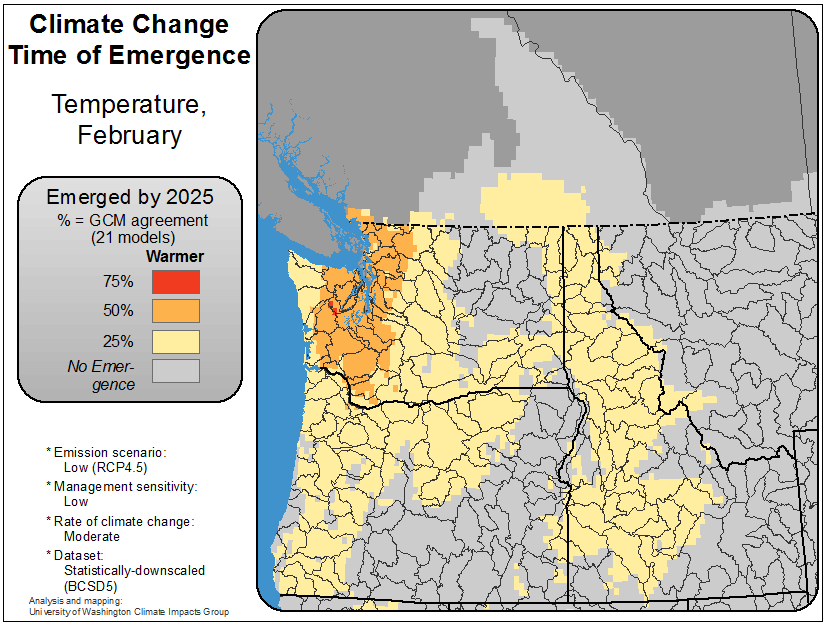 Climate Change
Time of Emergence
Temperature,
February
Emerged by 2025
% = GCM agreement
(21 models)
Warmer
75%
50%
25%
No Emer-
gence
* Emission scenario:
Low (RCP4.5)
* Management sensitivity:
Low
* Rate of climate change:
Moderate
* Dataset:
Statistically-downscaled
(BCSD5)
Analysis and mapping:
University of Washington Climate Impacts Group